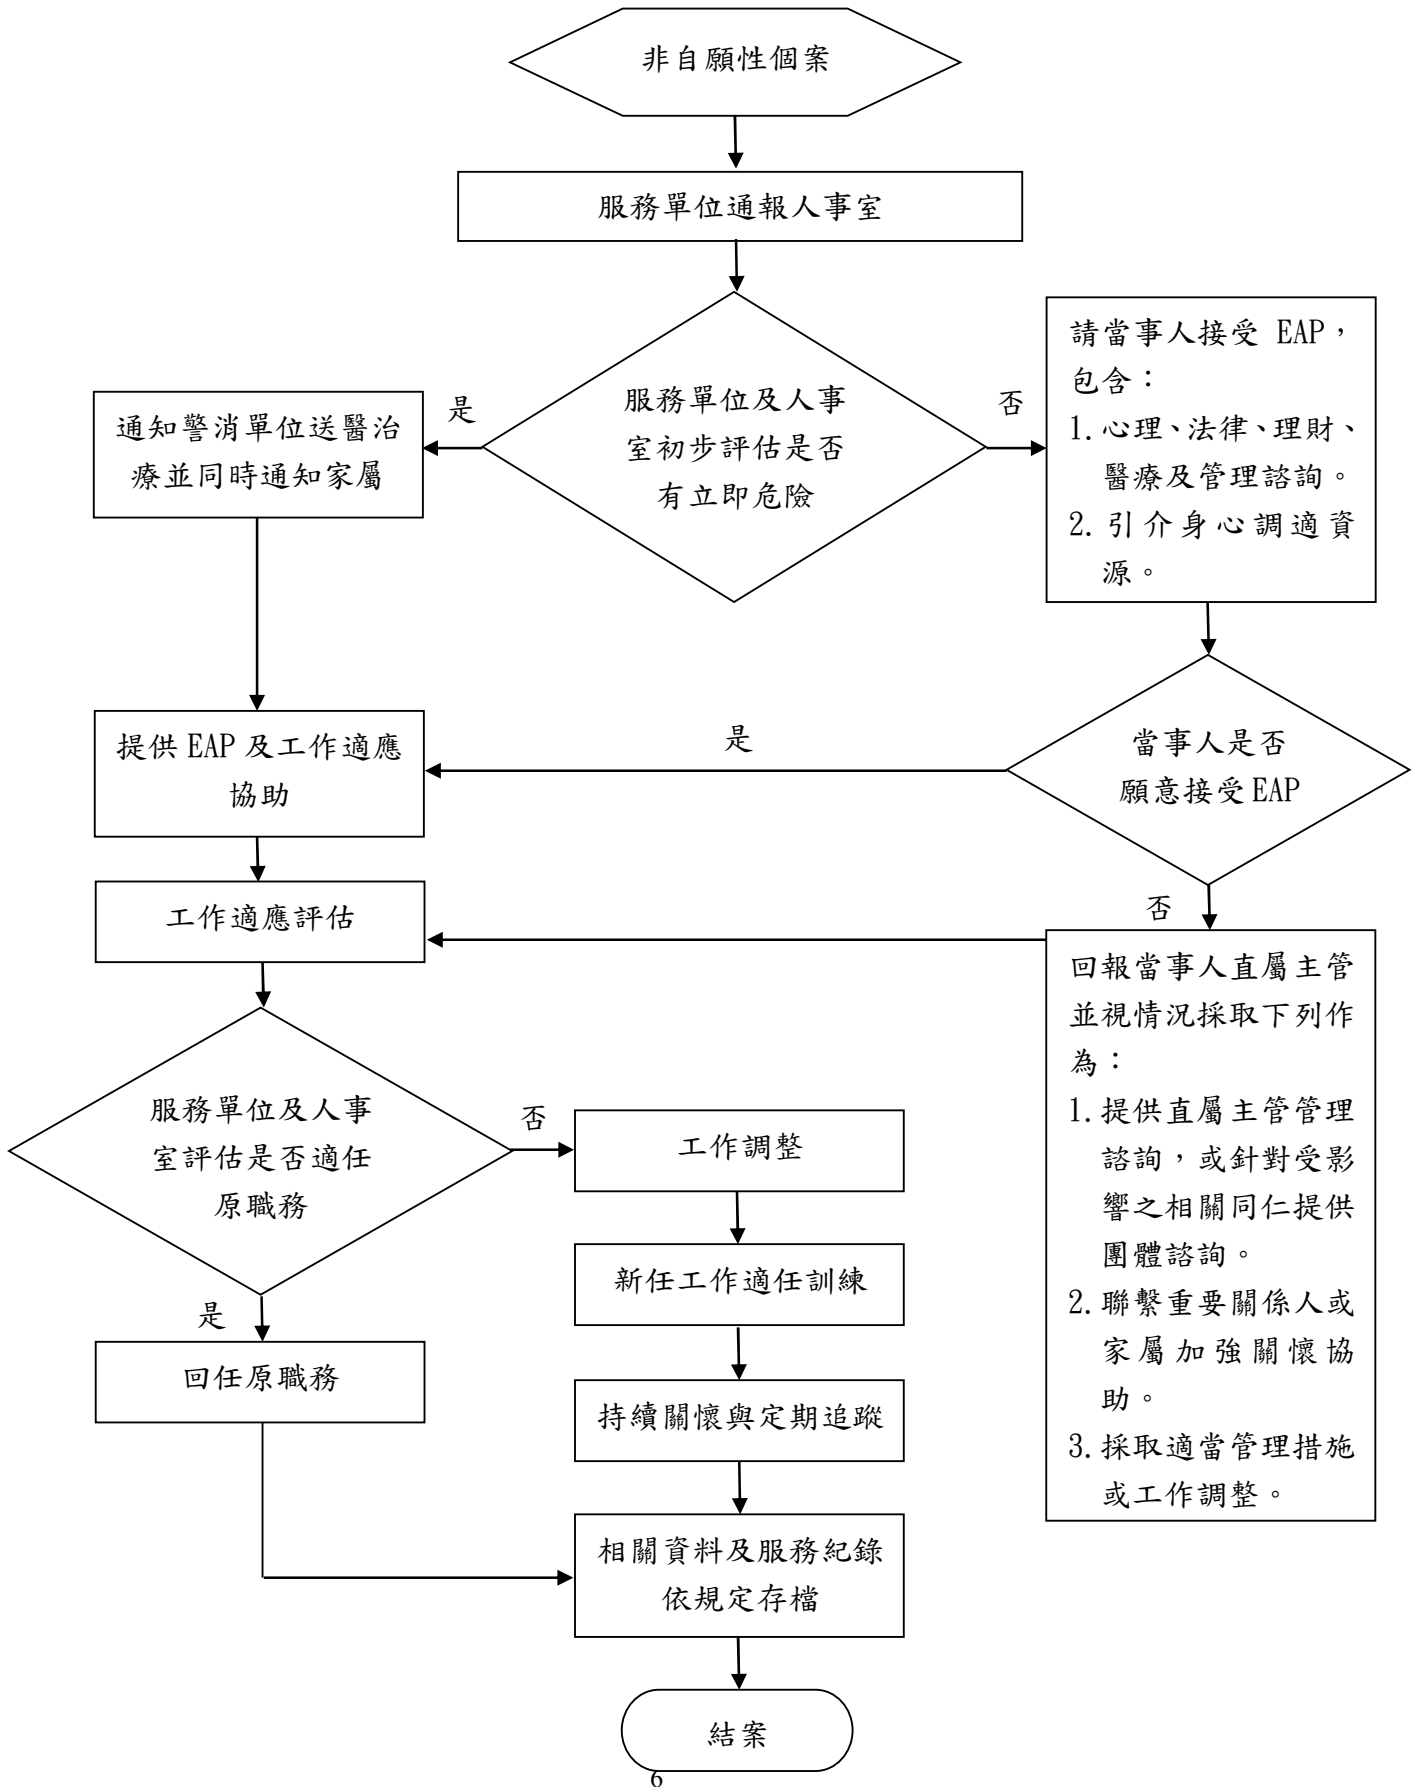 非自願性個案
服務單位通報人事室
服務單位及人事
室初步評估是否
有立即危險
是
否
通知警消單位送醫治
療並同時通知家屬
請當事人接受 EAP，
包含：
1.心理、法律、理財、
醫療及管理諮詢。
2.引介身心調適資
源。
當事人是否
願意接受EAP
是
否
提供 EAP 及工作適應
協助
工作適應評估
回報當事人直屬主管
並視情況採取下列作
為：
1.提供直屬主管管理
諮詢，或針對受影
響之相關同仁提供
團體諮詢。
2.聯繫重要關係人或
家屬加強關懷協
助。
3.採取適當管理措施
或工作調整。
服務單位及人事
室評估是否適任
原職務
否
是
工作調整
新任工作適任訓練
回任原職務
持續關懷與定期追蹤
相關資料及服務紀錄
依規定存檔
結案
6